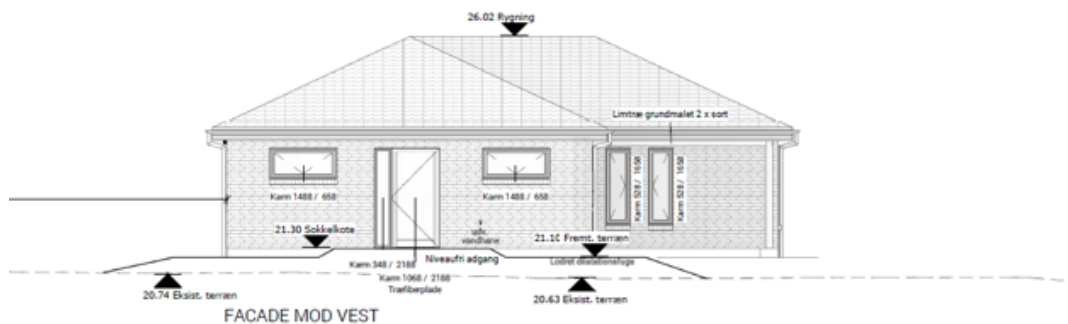 26.02 Rygning
Limtræ grundmalet 2 x sort
Karm 1488 / 658
Karm 1488 / 658
Karm 528 / 1658
Karm 528 / 1658
21.30 Sokkelkote
udv.
vandhane
21.10 Fremt. terræn
Karm 348 / 2188
Niveaufri adgang
Lodret dilatationsfuge
Karm 1068 / 2188
Træfiberplade
20.74 Eksist. terræn
20.63 Eksist. terræn
FACADE MOD VEST